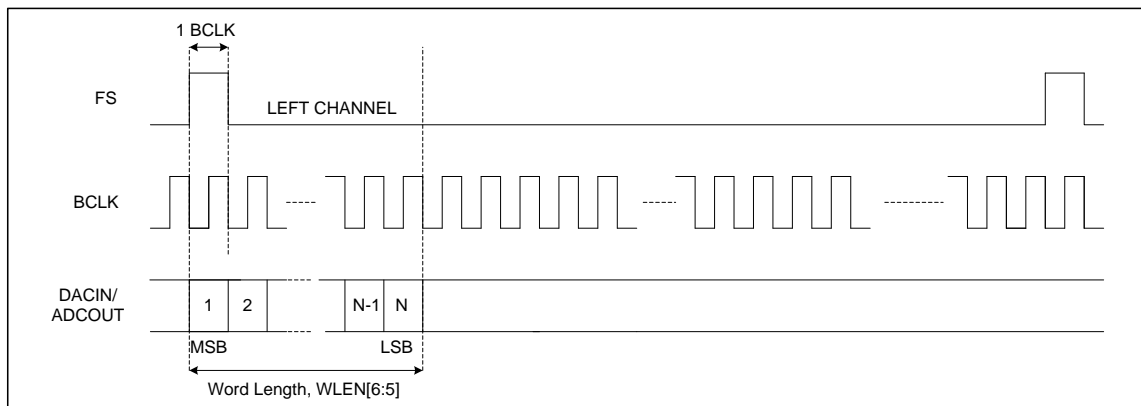 1 BCLK
FS
LEFT CHANNEL
BCLK
DACIN/
ADCOUT
1
2
N-1
N
MSB
LSB
Word Length, WLEN[6:5]